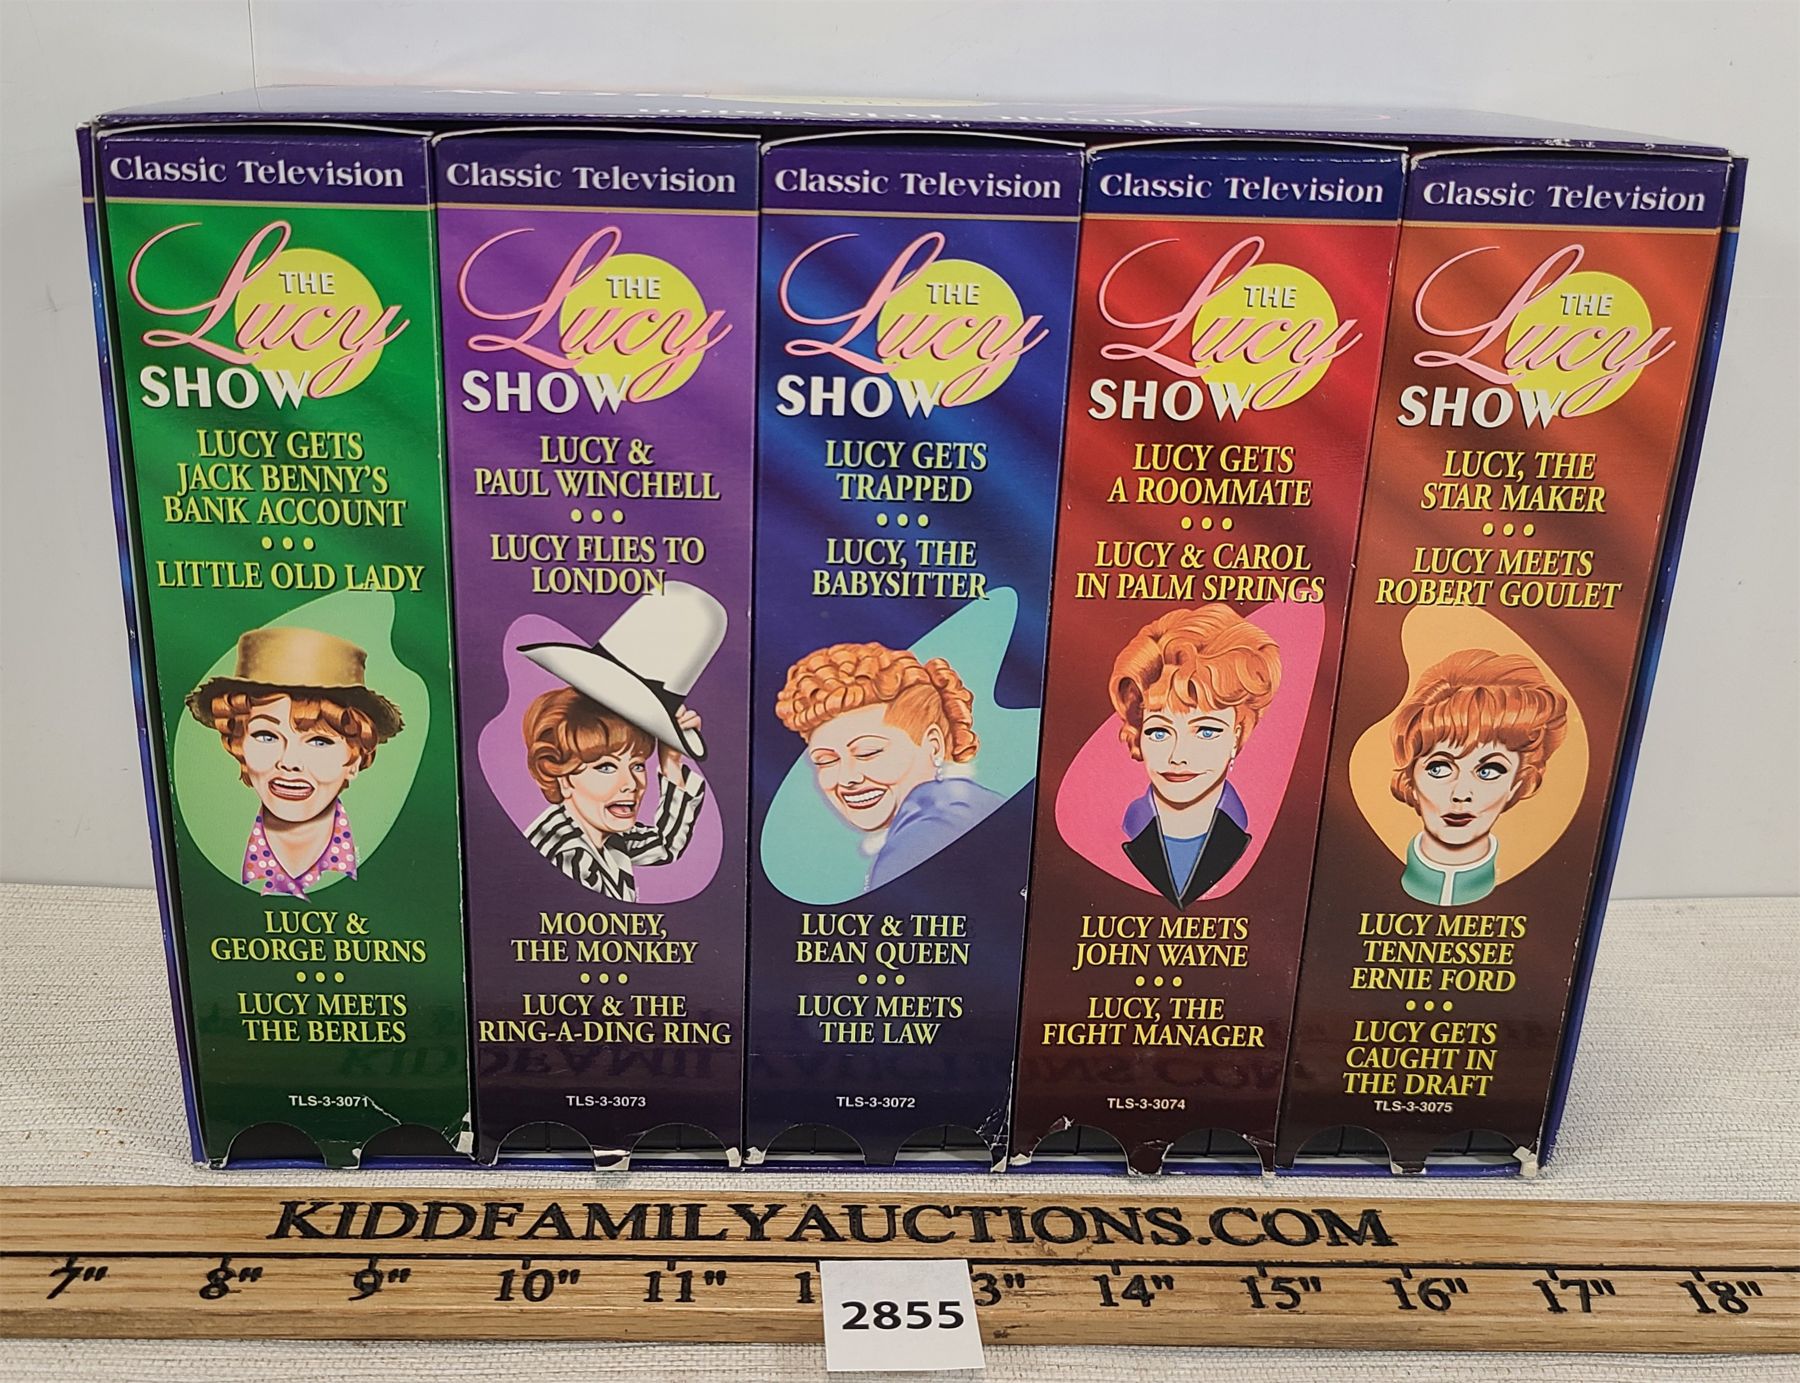 Classic Television
THE
Lucy
SHOW
LUCY GETS
JACK BENNY'S
BANK ACCOUNT
LITTLE OLD LADY
LUCY &
GEORGE BURNS
LUCY MEETS
THE BERLES
TLS-3-3071
Classic Television
THE
Lucy
SHOW
LUCY &
PAUL WINCHELL
LUCY FLIES TO
LONDON
MOONEY,
THE MONKEY
LUCY & THE
RING-A-DING RING
TLS-3-3073
Classic Television
THE
Lucy
SHOW
LUCY GETS
TRAPPED
LUCY, THE
BABYSITTER
LUCY & THE
BEAN QUEEN
LUCY MEETS
THE LAW
TLS-3-3072
Classic Television
THE
Lucy
SHOW
LUCY GETS
A ROOMMATE
LUCY & CAROL
IN PALM SPRINGS
LUCY MEETS
JOHN WAYNE
LUCY, THE
FIGHT MANAGER
TLS-3-3074
Classic Television
THE
Lucy
SHOW
LUCY, THE
STAR MAKER
LUCY MEETS
ROBERT GOULET
LUCY MEETS
TENNESSEE
ERNIE FORD
LUCY GETS
CAUGHT IN
THE DRAFT
TLS-3-3075
KIDDFAMILYAUCTIONS.COM
7" 8" 9" 10" 11" 1 3" 14" 15" 16" 17" 18"
2855